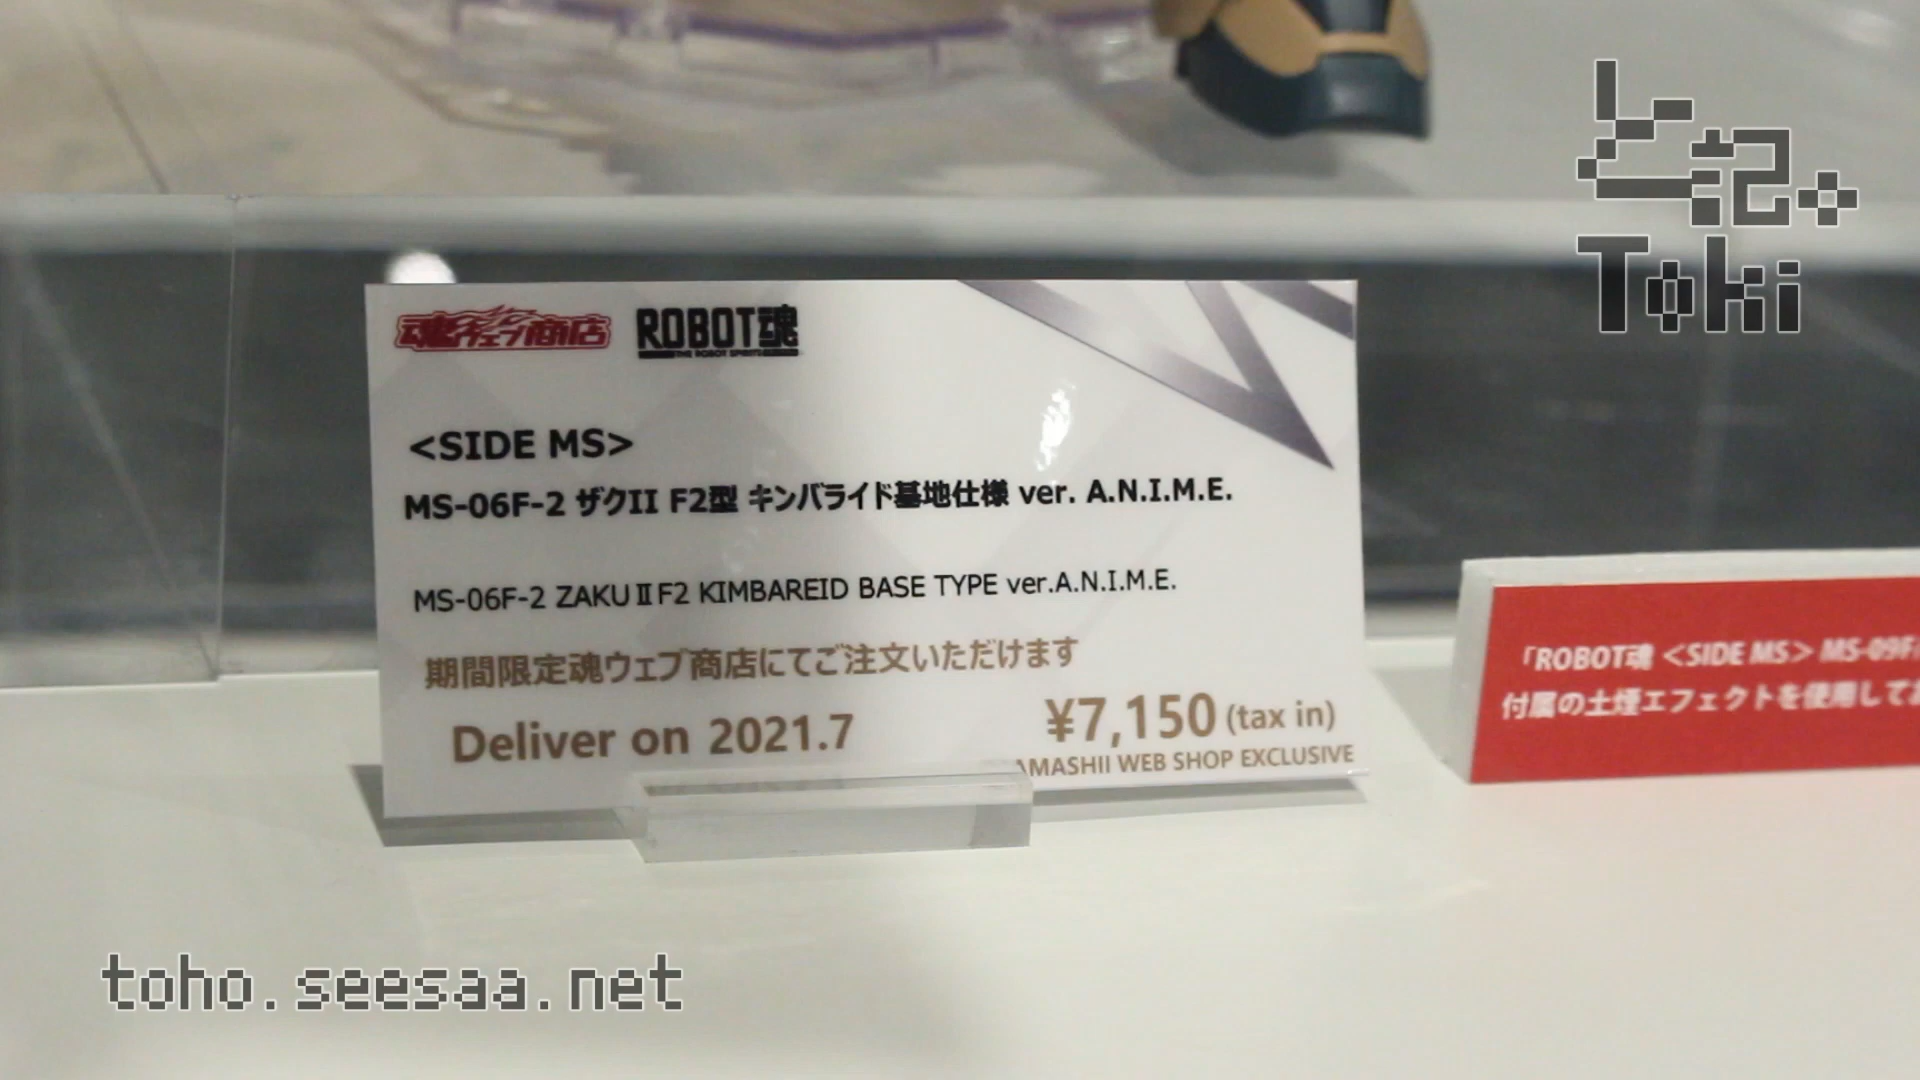 と記。
Toki
魂ウェブ商店 ROBOT魂
THE ROBOT SPIRITS
<SIDE MS>
MS-06F-2 ザクII F2型 キンバライド基地仕様 ver. A.N.I.M.E.
MS-06F-2 ZAKUⅡF2 KIMBAREID BASE TYPE ver.A.N.I.M.E.
期間限定魂ウェブ商店にてご注文いただけます
Deliver on 2021.7
¥7,150 (tax in)
AMASHII WEB SHOP EXCLUSIVE
「ROBOT魂 <SIDE MS> MS-09F
付属の土煙エフェクトを使用して
toho.seesaa.net